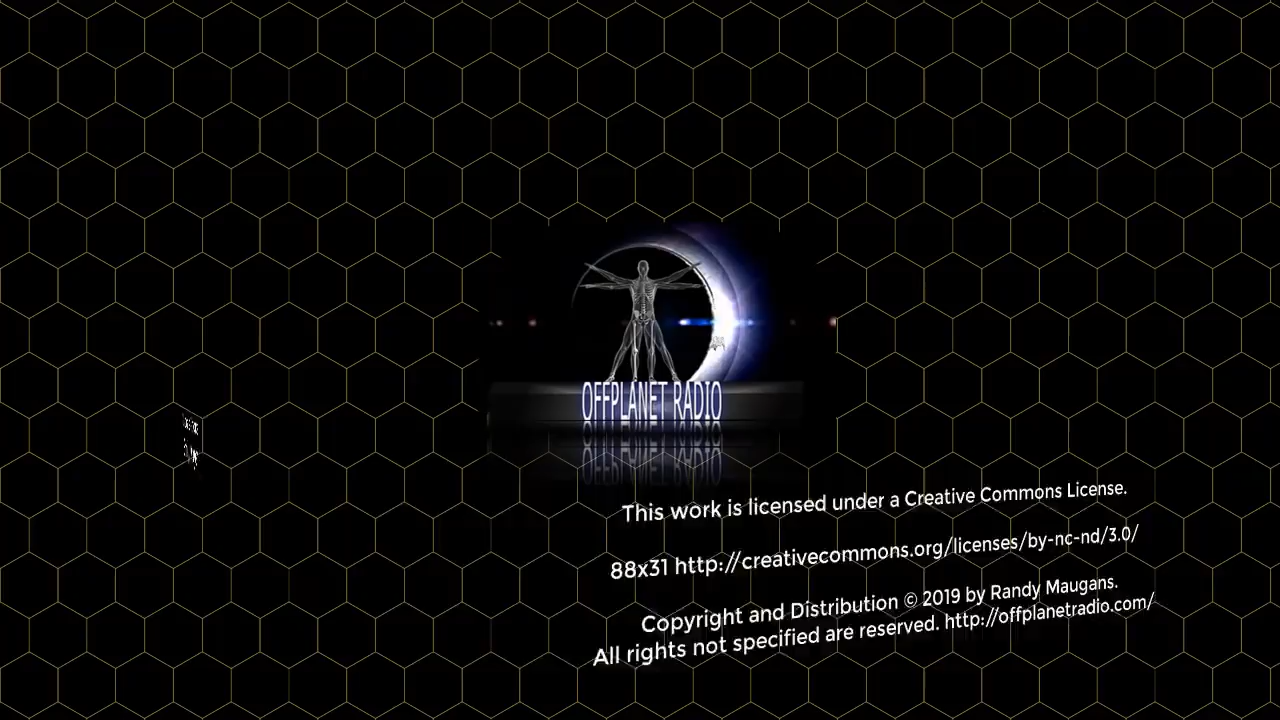 OFFPLANET RADIO
This work is licensed under a Creative Commons License.
88x31 http://creativecommons.org/licenses/by-nc-nd/3.0/
Copyright and Distribution © 2019 by Randy Maugans.
All rights not specified are reserved. http://offplanetradio.com/